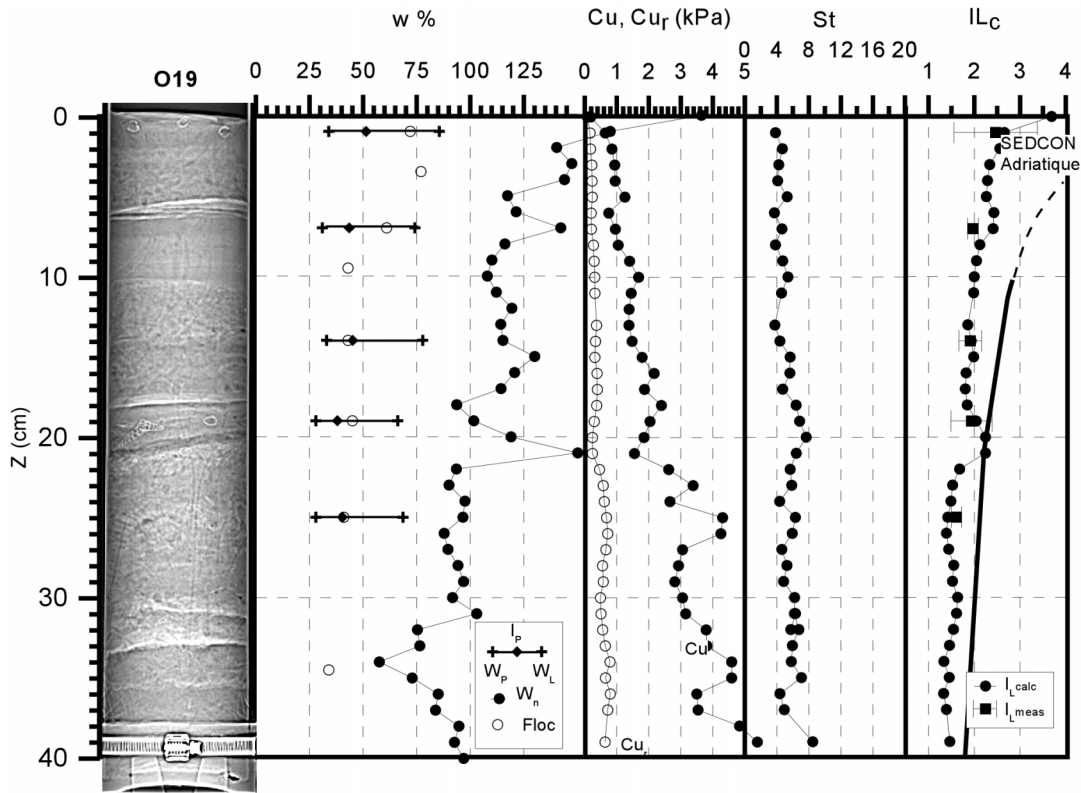 w %
Cu, Cur (kPa)
St
ILC
O19
0 25 50 75 100 125
0 1 2 3 4 5
0 4 8 12 16 20
1 2 3 4
Z (cm)
0
10
20
30
40
SEDCON
Adriatique
IP
WP WL
Wn
Floc
Cu
Cur
ILcalc
ILmeas